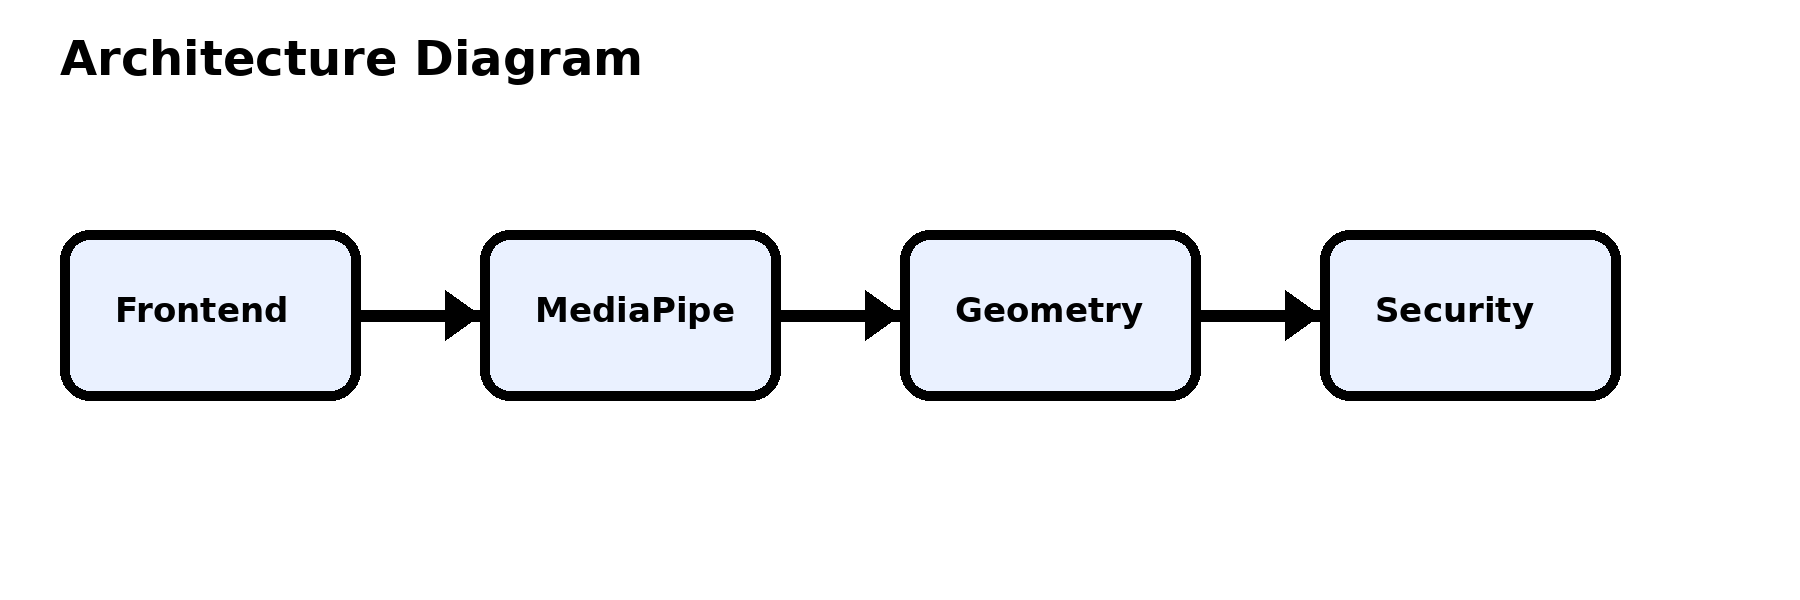 Architecture Diagram
Frontend
MediaPipe
Geometry
Security